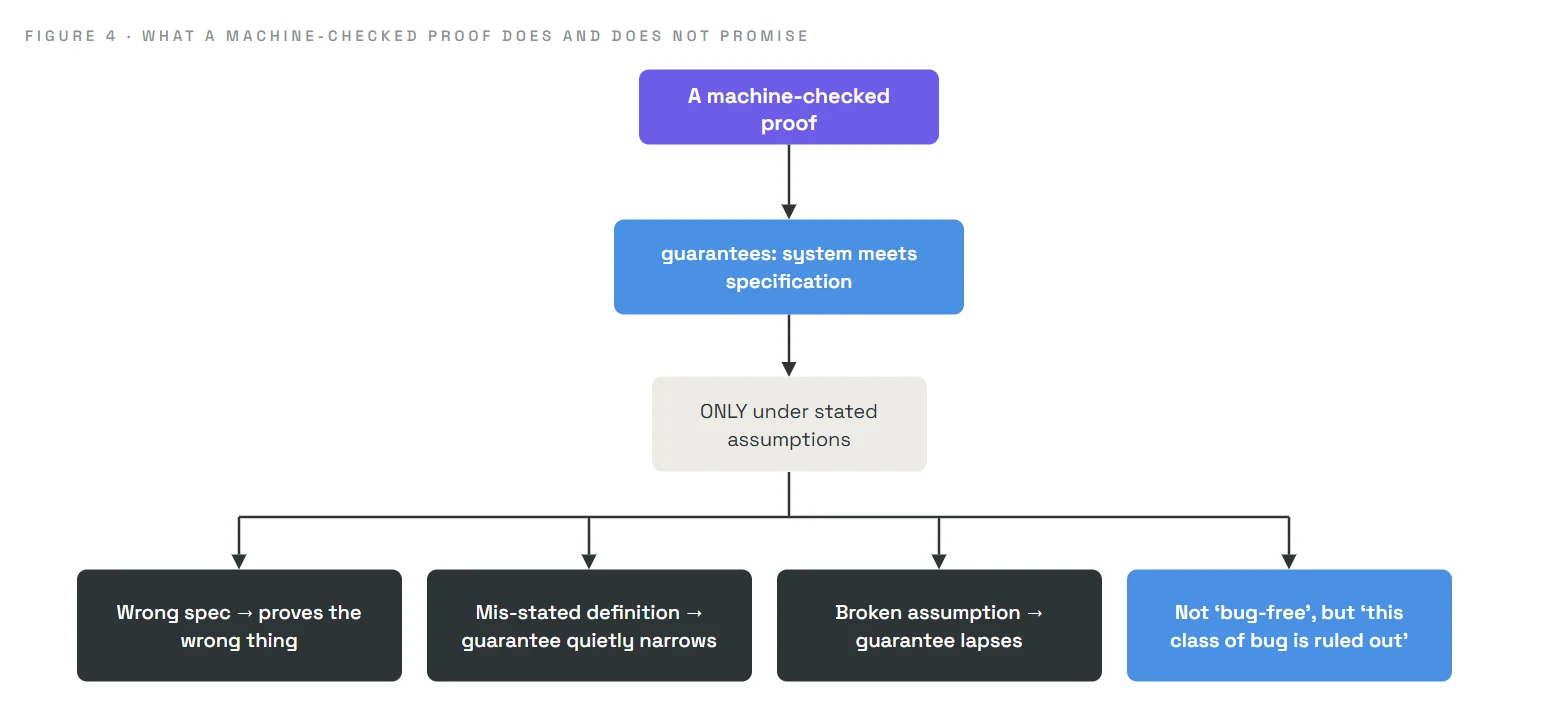 FIGURE 4 · WHAT A MACHINE-CHECKED PROOF DOES AND DOES NOT PROMISE
A machine-checked
proof
guarantees: system meets
specification
ONLY under stated
assumptions
Wrong spec → proves the
wrong thing
Mis-stated definition →
guarantee quietly narrows
Broken assumption →
guarantee lapses
Not ‘bug-free’, but ‘this
class of bug is ruled out’